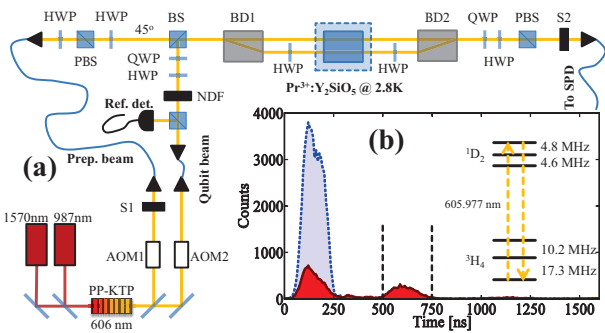 HWP HWP 45° BS BD1 BD2 QWP PBS S2
PBS QWP HWP HWP HWP
HWP Pr³⁺:Y₂SiO₅ @ 2.8K
NDF
Ref. det.
To SPD
(a)
Prep. beam
Qubit beam
S1
1570nm 987nm
AOM1 AOM2
PP-KTP
606 nm
(b)
4000
3000
2000
1000
0
Counts
0 250 500 750 1000 1250 1500
Time [ns]
¹D₂
4.8 MHz
4.6 MHz
605.977 nm
10.2 MHz
³H₄
17.3 MHz